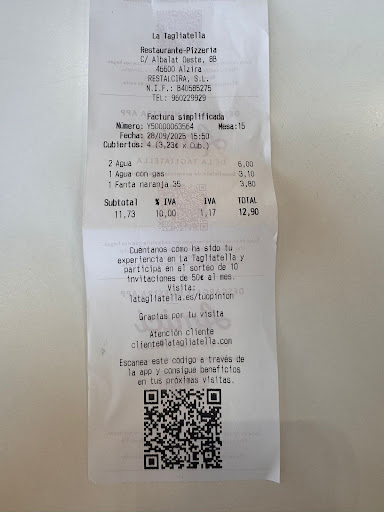 La Tagliatella
Restaurante-Pizzeria
C/ Albalat Oeste, 8B
46600 Alzira
RESTALCIRA, S.L.
N.I.F.: B40585275
TEL: 960229929
Factura simplificada
Número: Y50000063564 Mesa: 15
Fecha: 28/09/2025 15:50
Cubiertos: 4 (3,23€ x Cub.)
2 Agua 6,00
1 Agua con gas 3,10
1 Fanta naranja 35 3,80
Subtotal % IVA IVA TOTAL
11,73 10,00 1,17 12,90
Cuéntanos cómo ha sido tu
experiencia en La Tagliatella y
participa en el sorteo de 10
invitaciones de 50€ al mes.
Visita:
latagliatella.es/tuopinion
Gracias por tu visita
Atención cliente
cliente@latagliatella.com
Escanea este código a través de
la app y consigue beneficios
en tus próximas visitas.